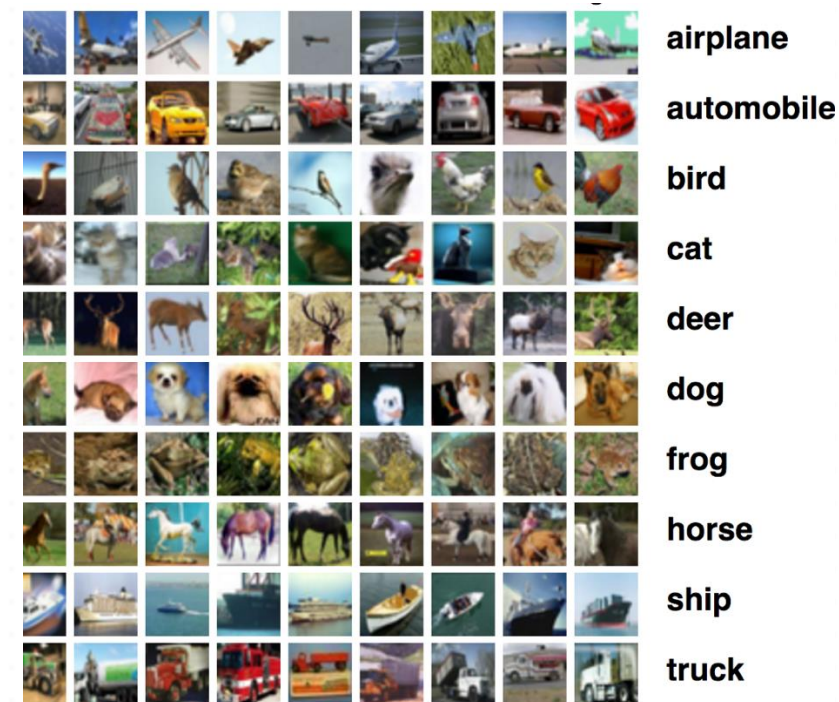 airplane
automobile
bird
cat
deer
dog
frog
horse
ship
truck